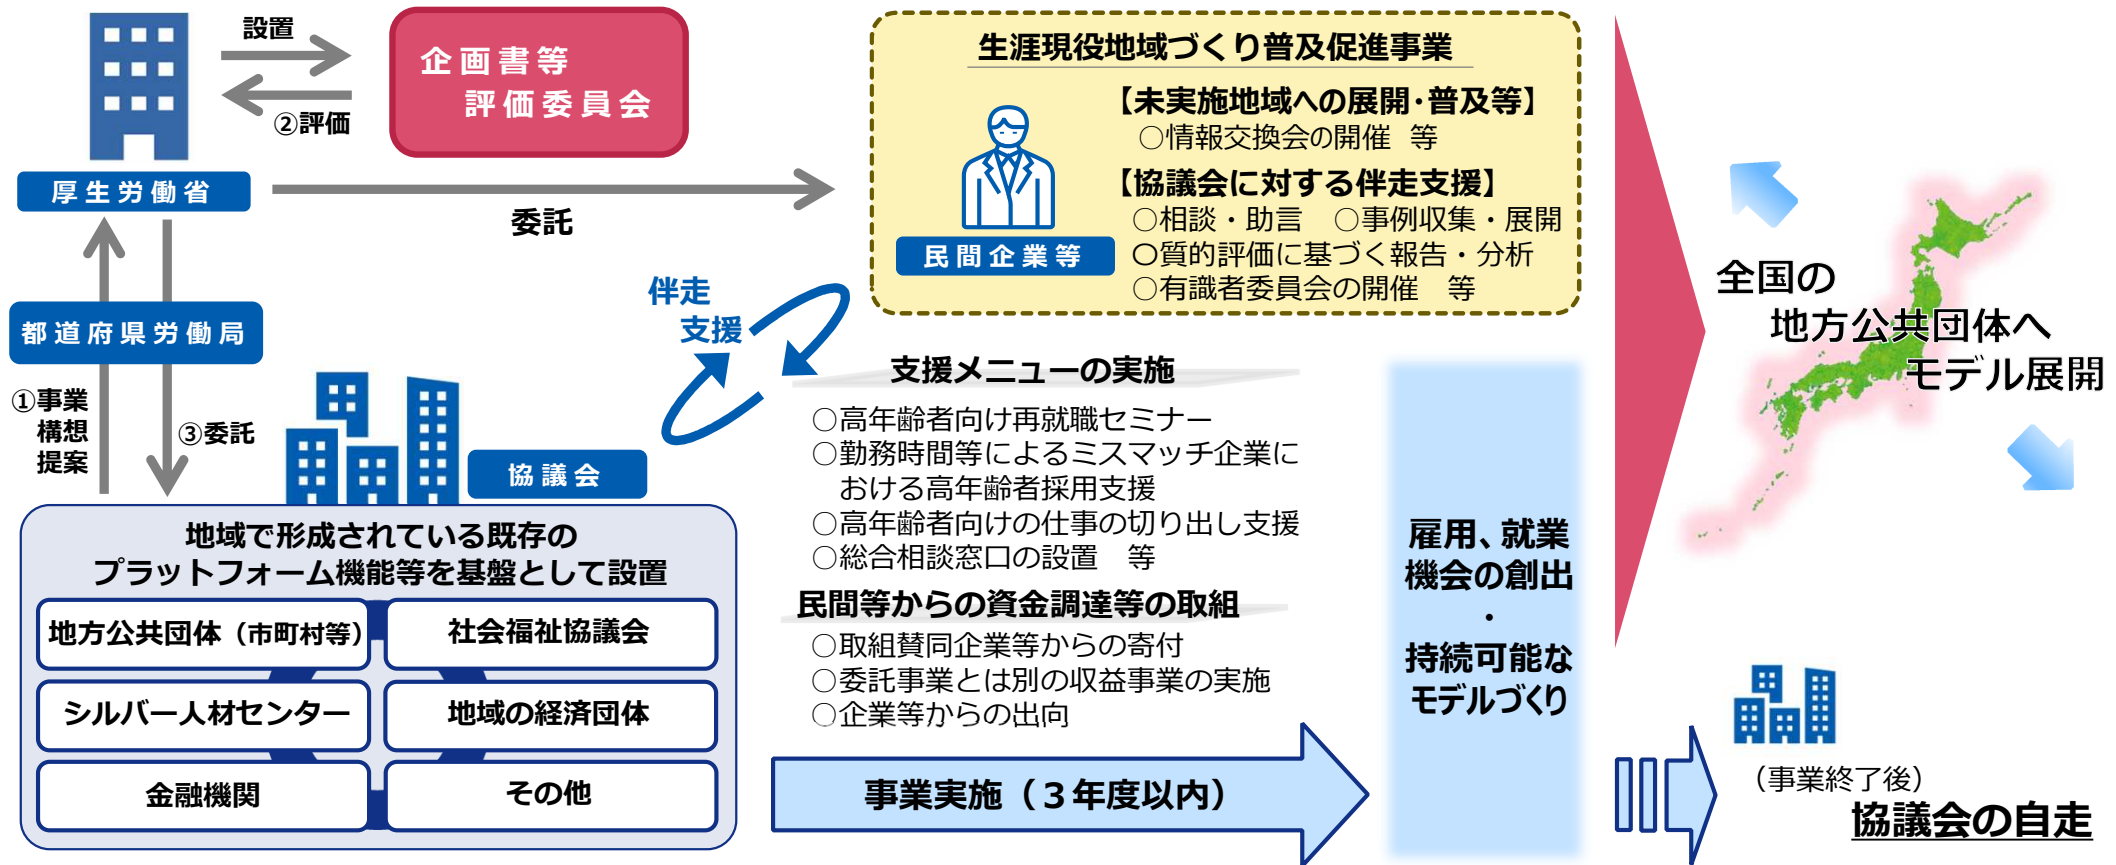 設置
企画書等
評価委員会
②評価
厚生労働省
委託
都道府県労働局
①事業
構想
提案
③委託
協議会
地域で形成されている既存の
プラットフォーム機能等を基盤として設置
地方公共団体（市町村等）
社会福祉協議会
シルバー人材センター
地域の経済団体
金融機関
その他
生涯現役地域づくり普及促進事業
【未実施地域への展開・普及等】
○情報交換会の開催　等
【協議会に対する伴走支援】
○相談・助言　○事例収集・展開
○質的評価に基づく報告・分析
○有識者委員会の開催　等
民間企業等
伴走
支援
支援メニューの実施
○高年齢者向け再就職セミナー
○勤務時間等によるミスマッチ企業に
おける高年齢者採用支援
○高年齢者向けの仕事の切り出し支援
○総合相談窓口の設置　等
民間等からの資金調達等の取組
○取組賛同企業等からの寄付
○委託事業とは別の収益事業の実施
○企業等からの出向
事業実施（３年度以内）
雇用、就業
機会の創出
・
持続可能な
モデルづくり
全国の
地方公共団体へ
モデル展開
（事業終了後）
協議会の自走